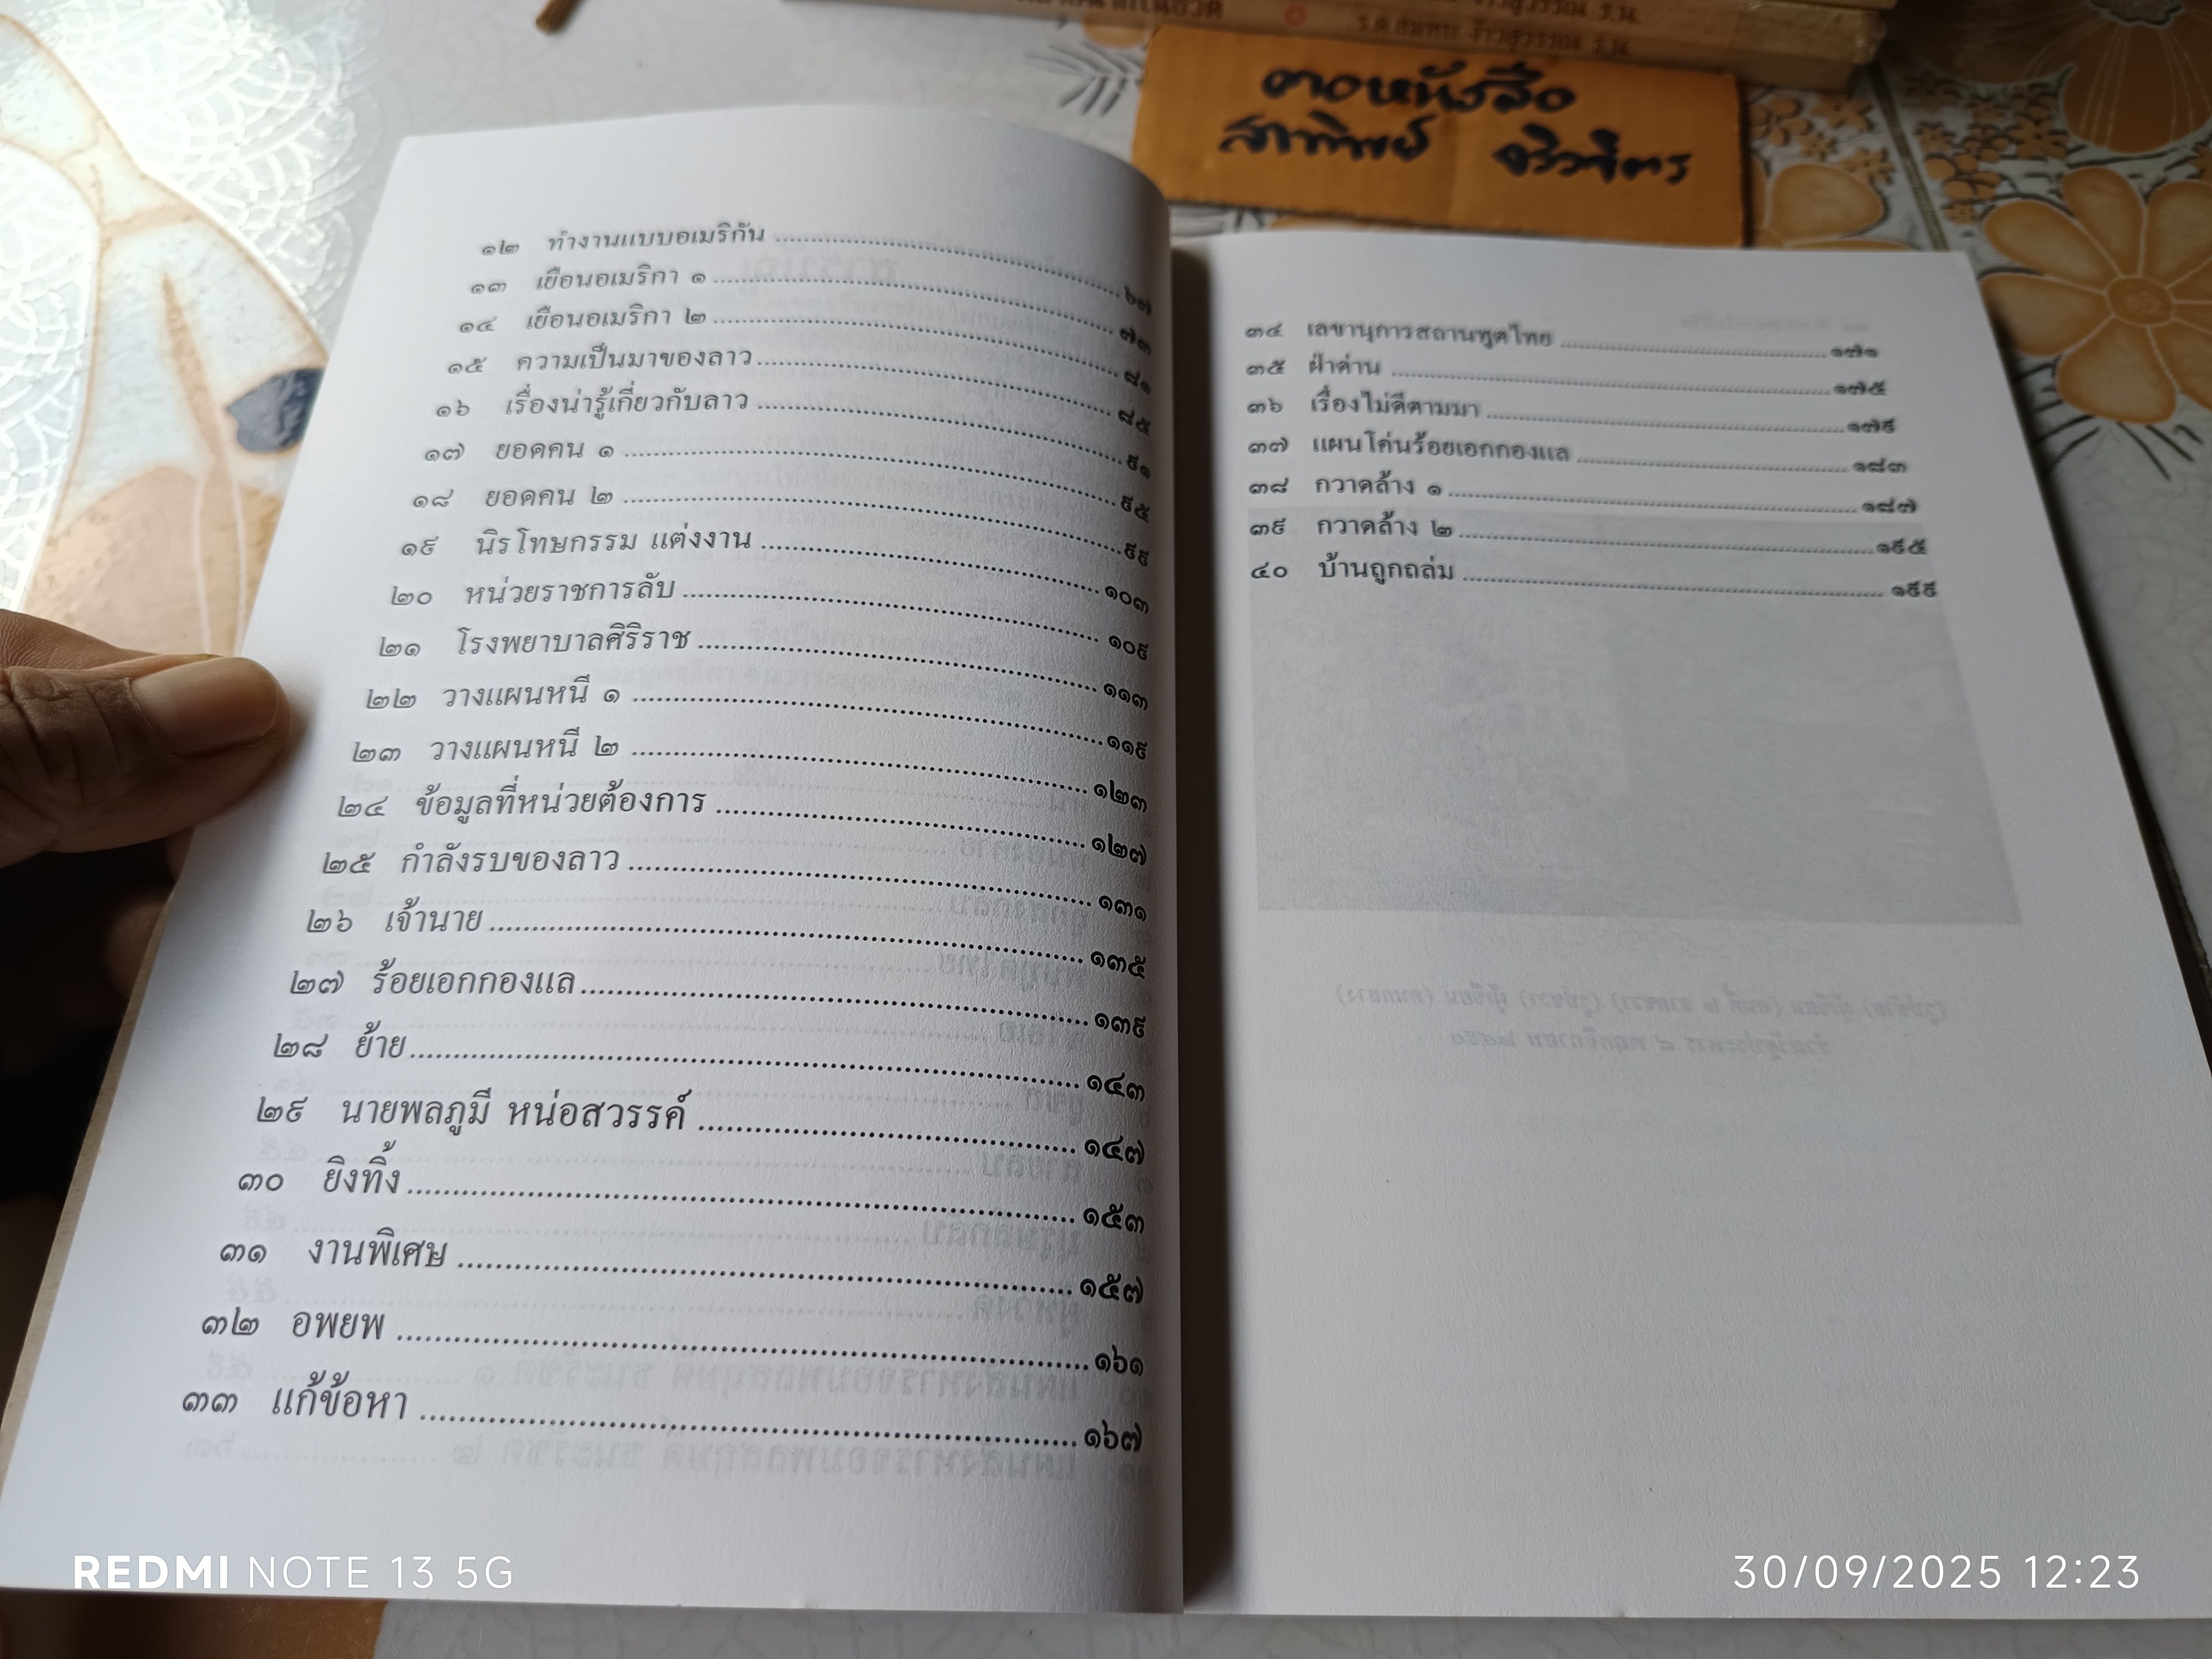 ร.ต.สมทบ จ้าวสุวรรณ ร.น.
ตอหนังสือ
สาทิพย์ จิรวจิตร
๑๒ ทำงานแบบอเมริกัน ........ ๖๗
๑๓ เยือนอเมริกา ๑ ........ ๗๓
๑๔ เยือนอเมริกา ๒ ........ ๘๑
๑๕ ความเป็นมาของลาว ........ ๘๕
๑๖ เรื่องน่ารู้เกี่ยวกับลาว ........ ๙๑
๑๗ ยอดคน ๑ ........ ๙๕
๑๘ ยอดคน ๒ ........ ๙๙
๑๙ นิรโทษกรรม แต่งงาน ........ ๑๐๓
๒๐ หน่วยราชการลับ ........ ๑๐๙
๒๑ โรงพยาบาลศิริราช ........ ๑๑๓
๒๒ วางแผนหนี ๑ ........ ๑๑๙
๒๓ วางแผนหนี ๒ ........ ๑๒๓
๒๔ ข้อมูลที่หน่วยต้องการ ........ ๑๒๗
๒๕ กำลังรบของลาว ........ ๑๓๑
๒๖ เจ้านาย ........ ๑๓๕
๒๗ ร้อยเอกกองแล ........ ๑๓๙
๒๘ ย้าย ........ ๑๔๓
๒๙ นายพลภูมี หน่อสวรรค์ ........ ๑๔๗
๓๐ ยิงทิ้ง ........ ๑๕๓
๓๑ งานพิเศษ ........ ๑๕๗
๓๒ อพยพ ........ ๑๖๑
๓๓ แก้ข้อหา ........ ๑๖๗
๓๔ เลขานุการสถานทูตไทย ........ ๑๗๑
๓๕ ฝ่าด่าน ........ ๑๗๕
๓๖ เรื่องไม่ดีตามมา ........ ๑๗๙
๓๗ แผนโค่นร้อยเอกกองแล ........ ๑๘๓
๓๘ กวาดล้าง ๑ ........ ๑๘๗
๓๙ กวาดล้าง ๒ ........ ๑๙๕
๔๐ บ้านถูกถล่ม ........ ๑๙๙
REDMI NOTE 13 5G
30/09/2025 12:23